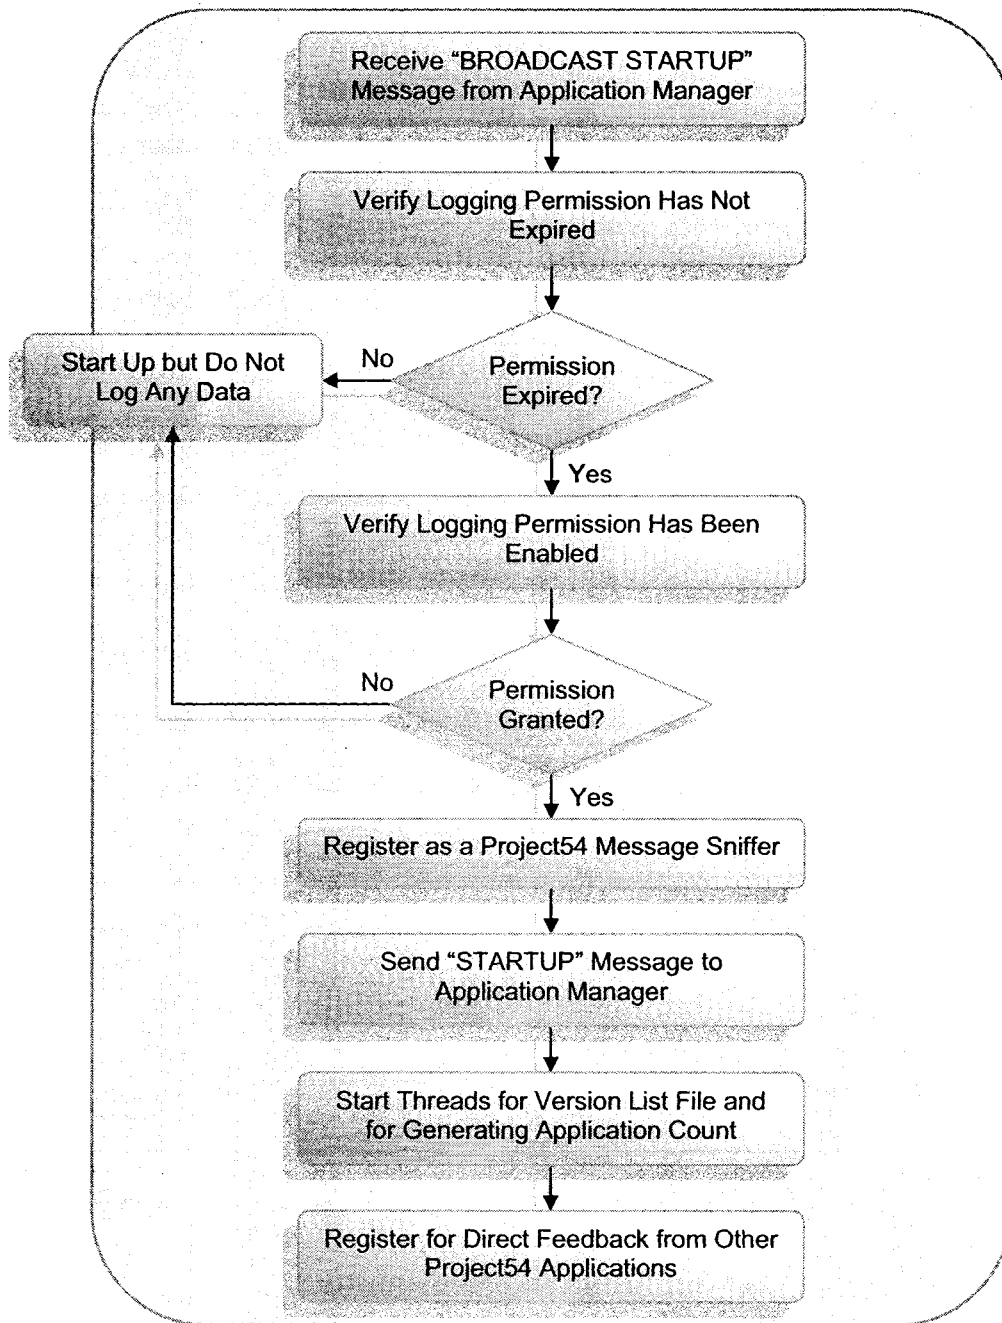 Receive “BROADCAST STARTUP”
Message from Application Manager
Verify Logging Permission Has Not
Expired
Start Up but Do Not
Log Any Data
No
Permission
Expired?
Yes
Verify Logging Permission Has Been
Enabled
No
Permission
Granted?
Yes
Register as a Project54 Message Sniffer
Send “STARTUP” Message to
Application Manager
Start Threads for Version List File and
for Generating Application Count
Register for Direct Feedback from Other
Project54 Applications